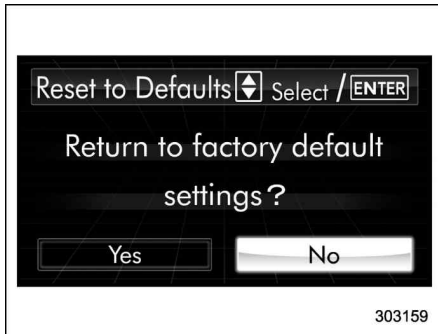 Reset to Defaults Select / ENTER
Return to factory default
settings?
Yes No
303159